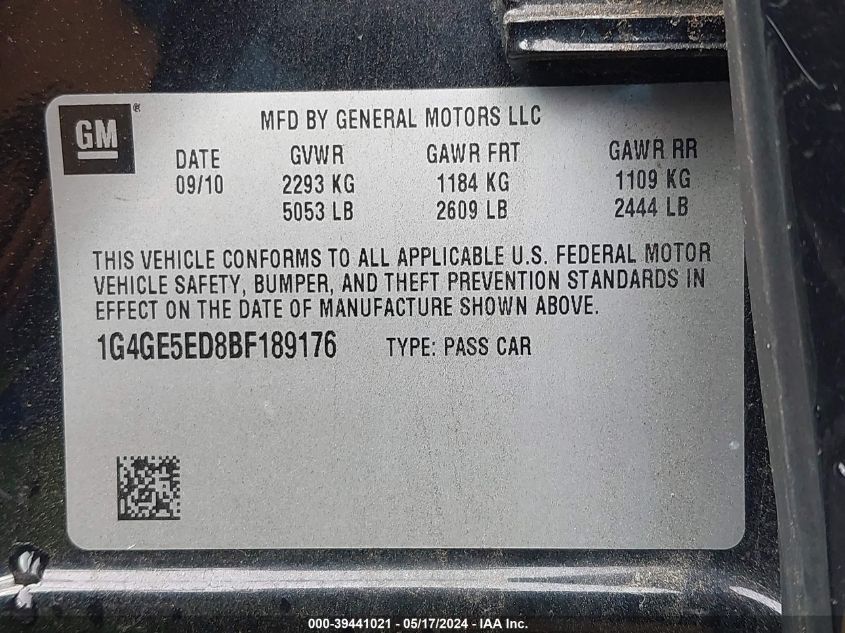 GM ®
MFD BY GENERAL MOTORS LLC
DATE GVWR GAWR FRT GAWR RR
09/10 2293 KG 1184 KG 1109 KG
5053 LB 2609 LB 2444 LB
THIS VEHICLE CONFORMS TO ALL APPLICABLE U.S. FEDERAL MOTOR
VEHICLE SAFETY, BUMPER, AND THEFT PREVENTION STANDARDS IN
EFFECT ON THE DATE OF MANUFACTURE SHOWN ABOVE.
1G4GE5ED8BF189176 TYPE: PASS CAR
000-39441021 - 05/17/2024 - IAA Inc.